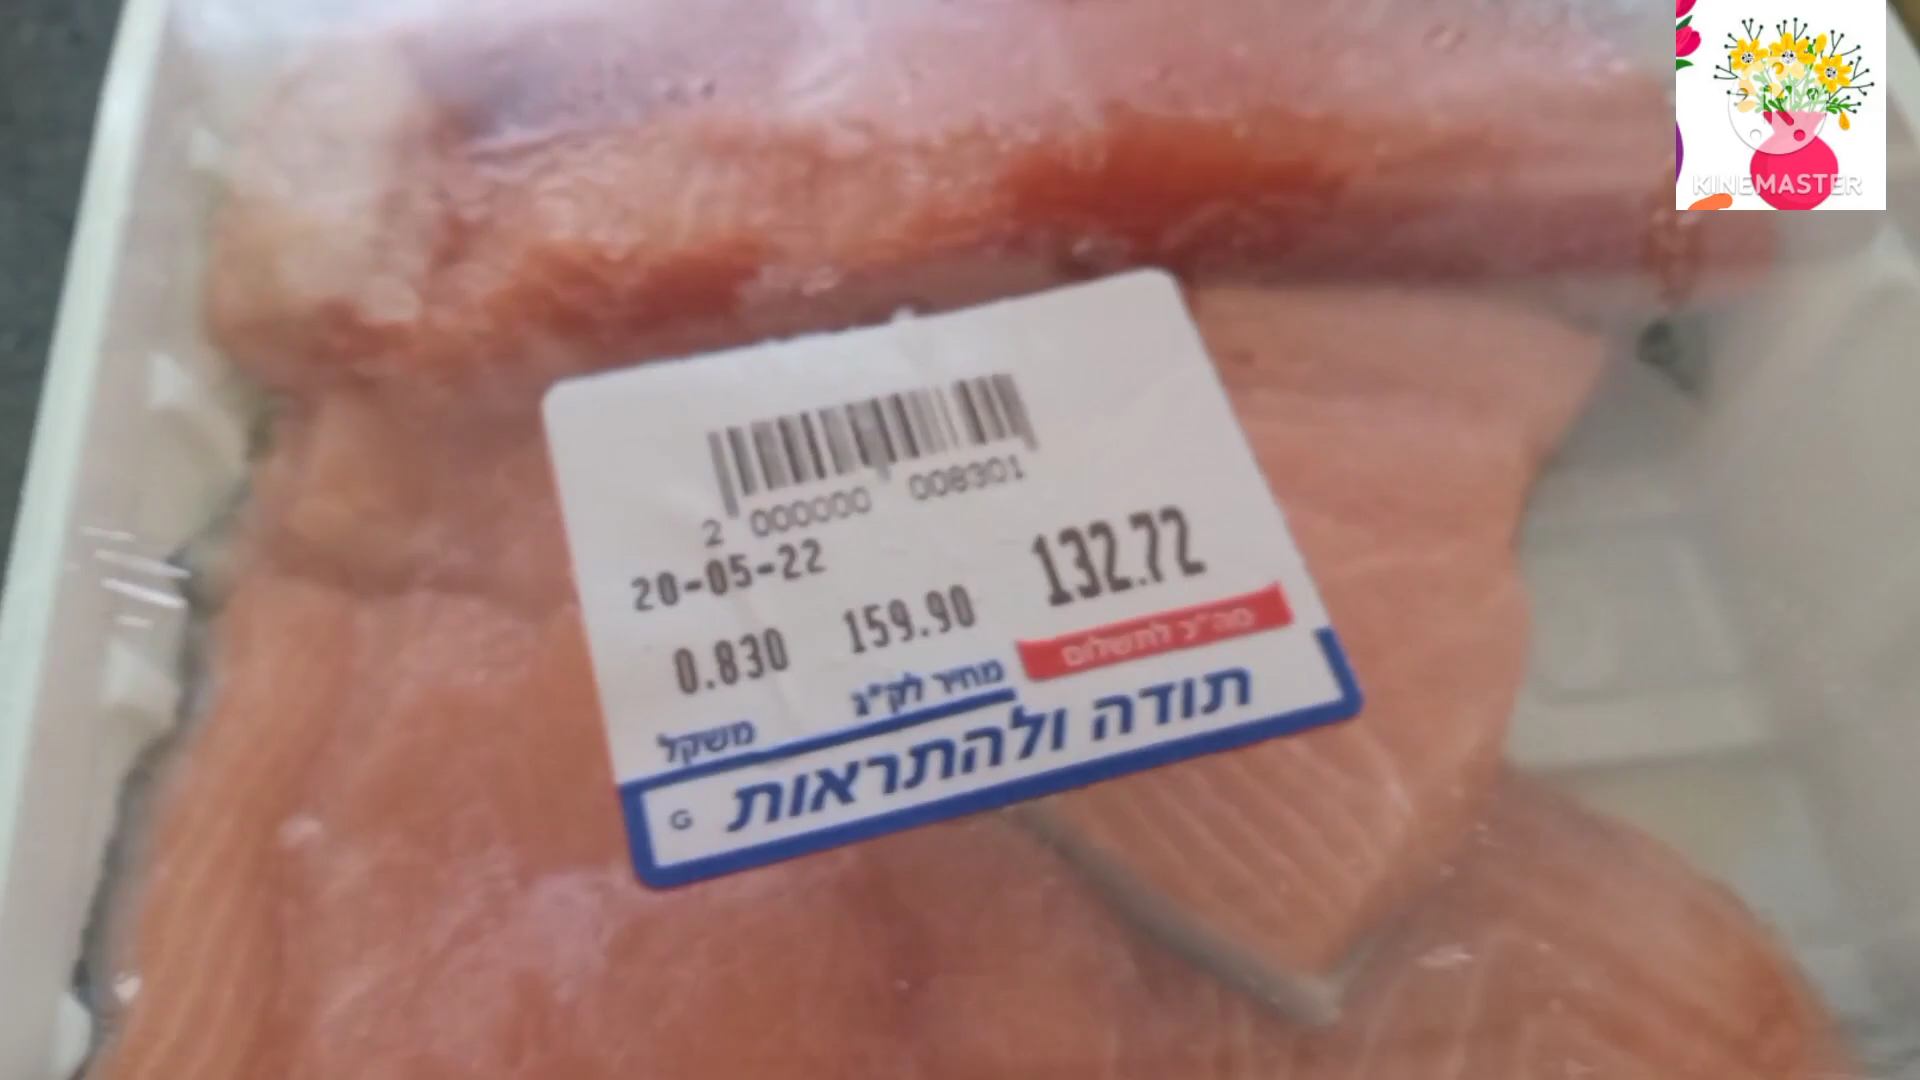 KINEMASTER
2 000000 008301
20-05-22
0.830 159.90 132.72
משקל מחיר לק"ג סה"כ לתשלום
תודה ולהתראות
G